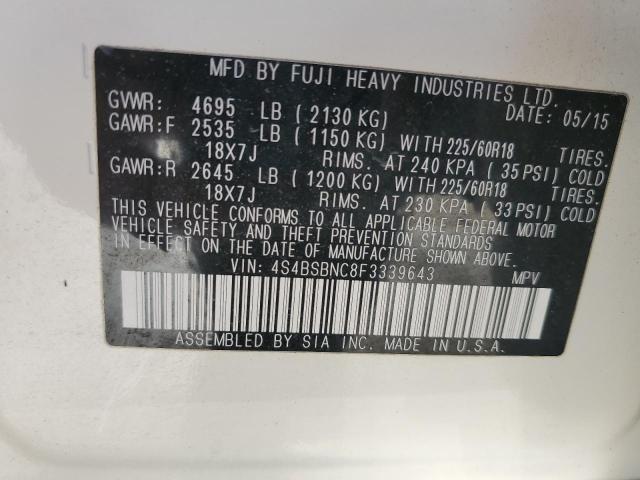 MFD BY FUJI HEAVY INDUSTRIES LTD.
GVWR: 4695 LB ( 2130 KG) DATE: 05/15
GAWR:F 2535 LB ( 1150 KG) WITH 225/60R18 TIRES.
18X7J RIMS. AT 240 KPA ( 35 PSI) COLD
GAWR:R 2645 LB ( 1200 KG) WITH 225/60R18 TIRES.
18X7J RIMS. AT 230 KPA ( 33 PSI) COLD
THIS VEHICLE CONFORMS TO ALL APPLICABLE FEDERAL MOTOR
VEHICLE SAFETY AND THEFT PREVENTION STANDARDS
IN EFFECT ON THE DATE OF MANUFACTURE SHOWN ABOVE.
VIN: 4S4BSBNC8F3339643 MPV
ASSEMBLED BY SIA INC. MADE IN U.S.A.